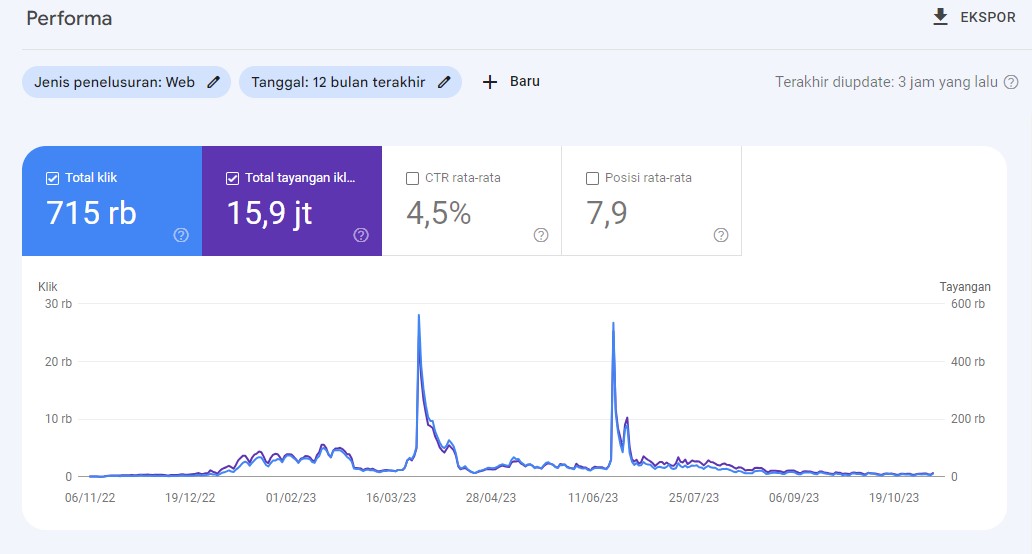 Performa
EKSPOR
Jenis penelusuran: Web
Tanggal: 12 bulan terakhir
Baru
Terakhir diupdate: 3 jam yang lalu
Total klik
715 rb
Total tayangan ikl...
15,9 jt
CTR rata-rata
4,5%
Posisi rata-rata
7,9
Klik
Tayangan
30 rb
600 rb
20 rb
400 rb
10 rb
200 rb
0
0
06/11/22
19/12/22
01/02/23
16/03/23
28/04/23
11/06/23
25/07/23
06/09/23
19/10/23